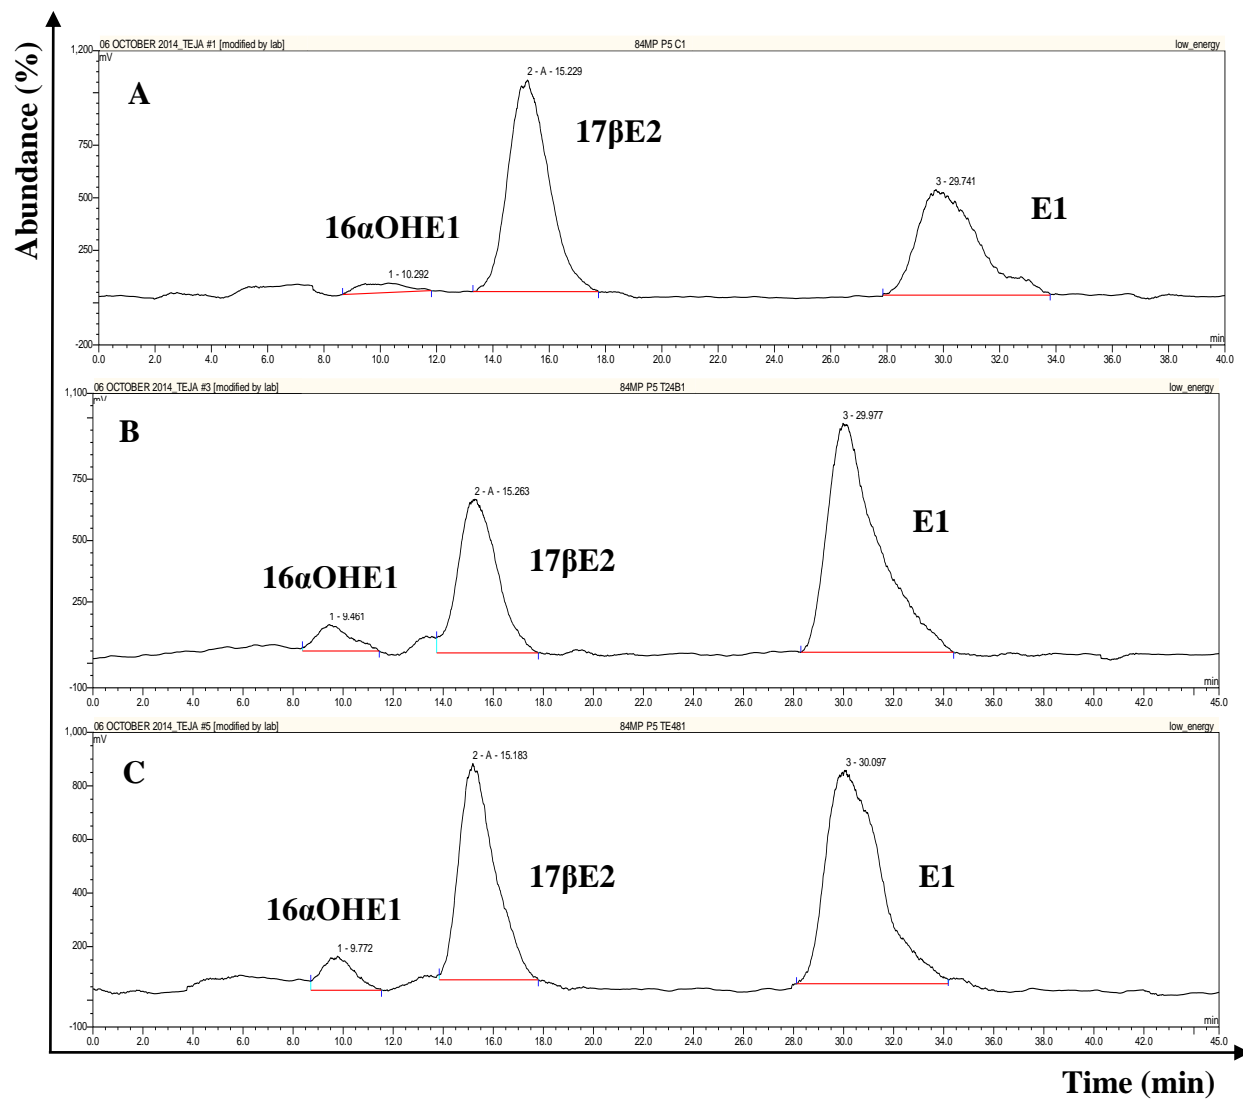 Abundance (%)
06 OCTOBER 2014_TEJA #1 [modified by lab] 84MP P5 C1 low_energy
1,200
mV
A
2 - A - 15.229
17βE2
750
3 - 29.741
500
E1
16αOHE1
250
1 - 10.292
-200
min
0.0 2.0 4.0 6.0 8.0 10.0 12.0 14.0 16.0 18.0 20.0 22.0 24.0 26.0 28.0 30.0 32.0 34.0 36.0 38.0 40.0
06 OCTOBER 2014_TEJA #3 [modified by lab] 84MP P5 T24B1 low_energy
1,100
mV
B
3 - 29.977
750
2 - A - 15.263
E1
500
17βE2
16αOHE1
250
1 - 9.461
-100
min
0.0 2.0 4.0 6.0 8.0 10.0 12.0 14.0 16.0 18.0 20.0 22.0 24.0 26.0 28.0 30.0 32.0 34.0 36.0 38.0 40.0 42.0 45.0
06 OCTOBER 2014_TEJA #5 [modified by lab] 84MP P5 TE481 low_energy
1,000
mV
C
2 - A - 15.183
3 - 30.097
800
600
17βE2
E1
400
16αOHE1
200
1 - 9.772
-100
min
0.0 2.0 4.0 6.0 8.0 10.0 12.0 14.0 16.0 18.0 20.0 22.0 24.0 26.0 28.0 30.0 32.0 34.0 36.0 38.0 40.0 42.0 45.0
Time (min)